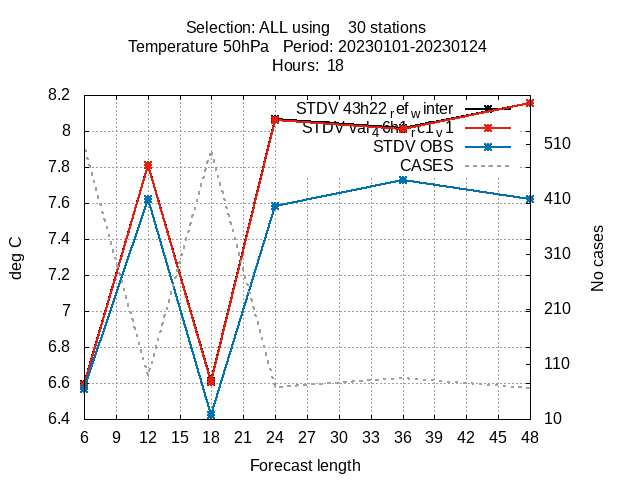 Selection: ALL using 30 stations
Temperature 50hPa Period: 20230101-20230124
Hours: 18
STDV 43h22_ref_winter
STDV OBS
CASES
8.2
8
7.8
7.6
7.4
7.2
7
6.8
6.6
6.4
510
410
310
210
110
10
6 9 12 15 18 21 24 27 30 33 36 39 42 45 48
deg C
No cases
Forecast length